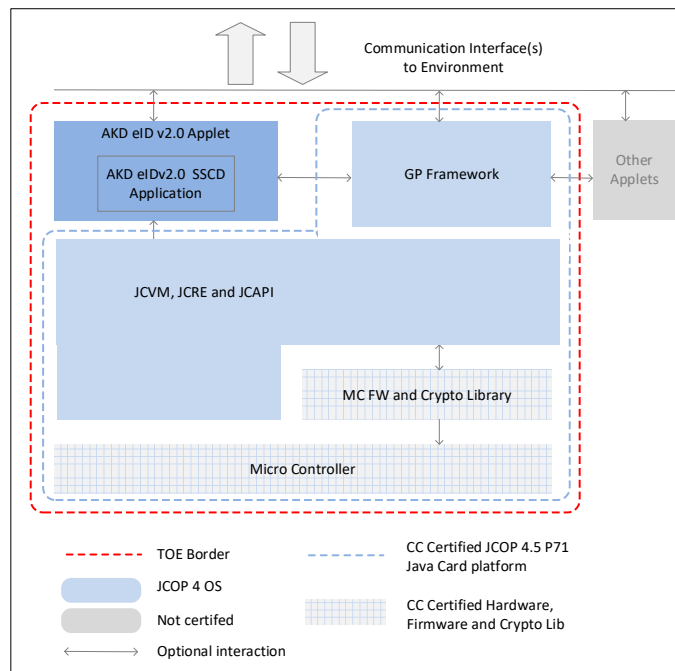 Communication Interface(s)
to Environment
AKD eID v2.0 Applet
AKD eIDv2.0 SSCD
Application
GP Framework
Other
Applets
JCVM, JCRE and JCAPI
MC FW and Crypto Library
Micro Controller
TOE Border
CC Certified JCOP 4.5 P71
Java Card platform
JCOP 4 OS
Not certifed
CC Certified Hardware,
Firmware and Crypto Lib
Optional interaction